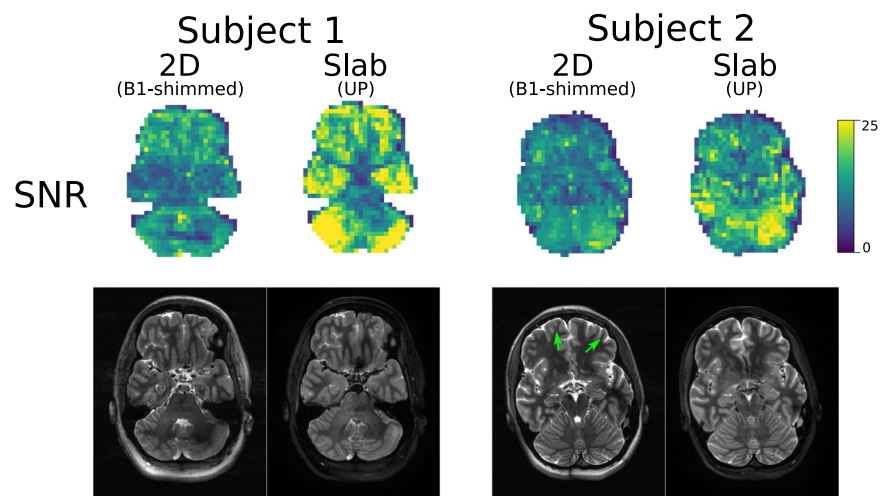 Subject 1
Subject 2
2D
Slab
2D
Slab
(B1-shimmed)
(UP)
(B1-shimmed)
(UP)
25
SNR
0